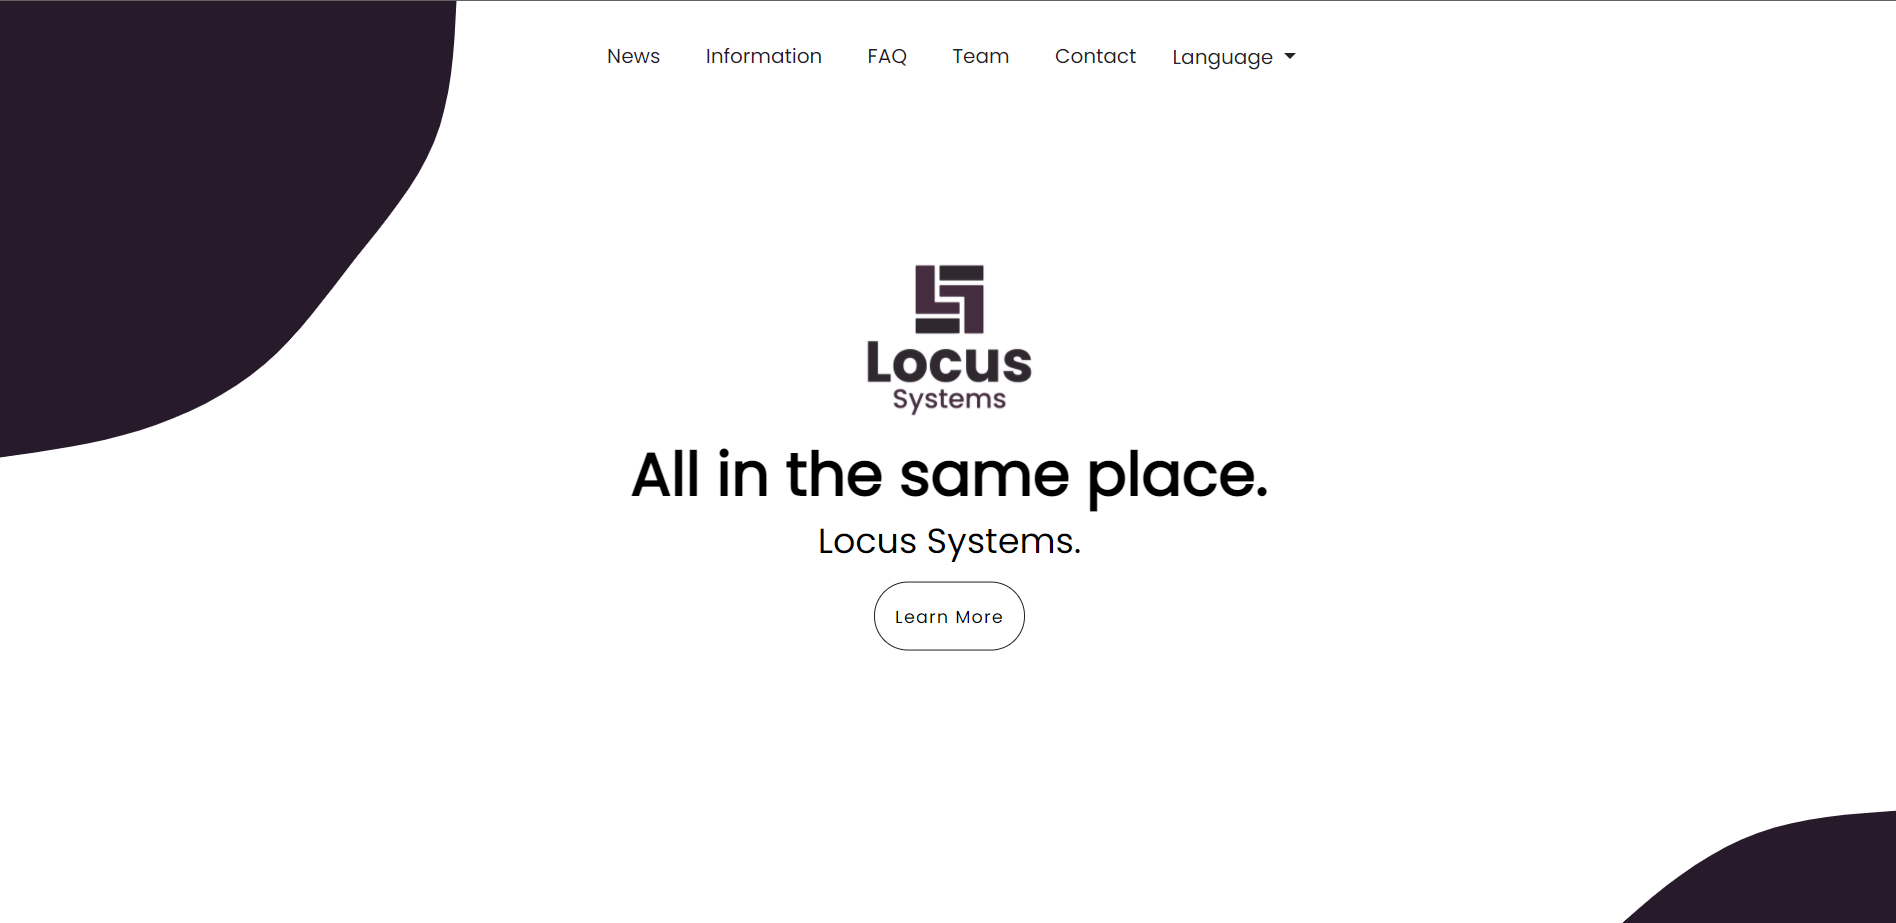 News Information FAQ Team Contact Language
Locus
Systems
All in the same place.
Locus Systems.
Learn More